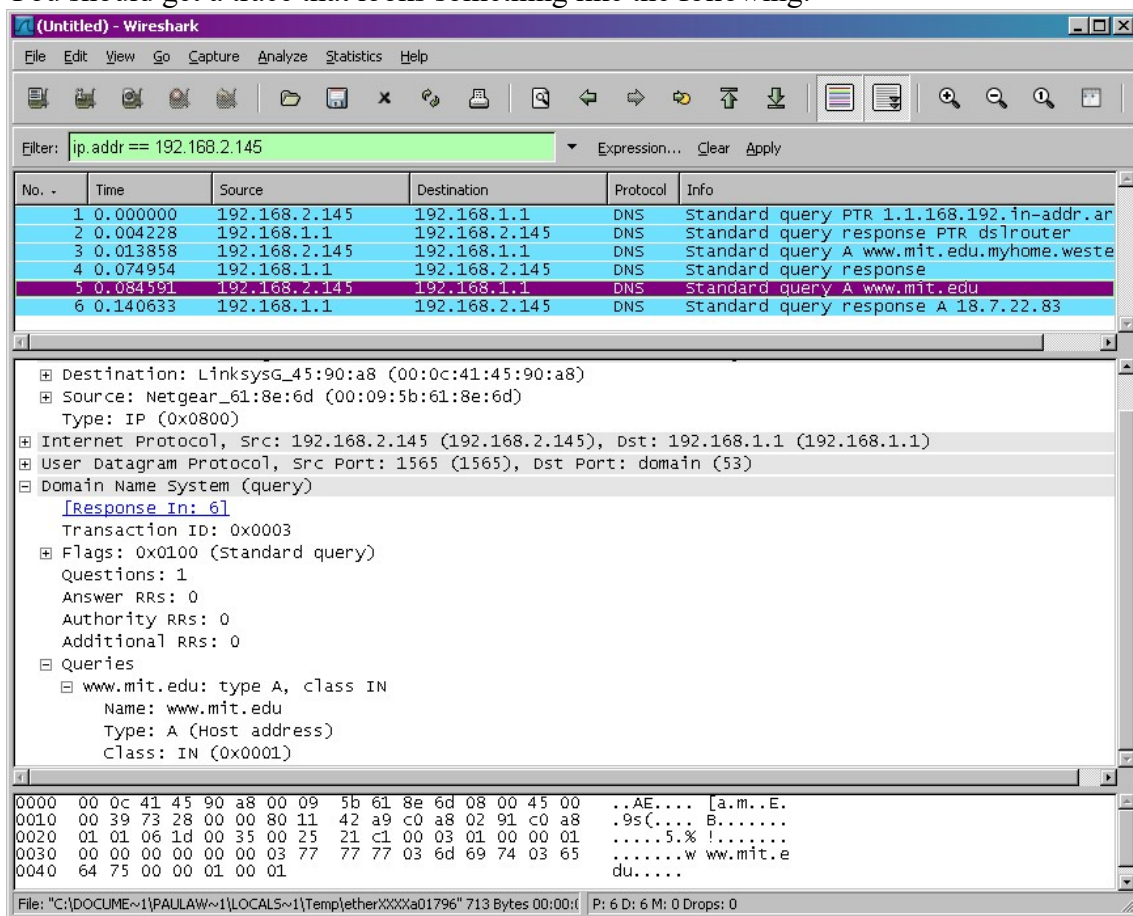 You should get a trace that looks something like the following:
(Untitled) - Wireshark
File Edit View Go Capture Analyze Statistics Help
Filter: ip.addr == 192.168.2.145 Expression... Clear Apply
No. - Time Source Destination Protocol Info
1 0.000000 192.168.2.145 192.168.1.1 DNS Standard query PTR 1.1.168.192.in-addr.ar
2 0.004228 192.168.1.1 192.168.2.145 DNS Standard query response PTR dslrouter
3 0.013858 192.168.2.145 192.168.1.1 DNS Standard query A www.mit.edu.myhome.weste
4 0.074954 192.168.1.1 192.168.2.145 DNS Standard query response
5 0.084591 192.168.2.145 192.168.1.1 DNS Standard query A www.mit.edu
6 0.140633 192.168.1.1 192.168.2.145 DNS Standard query response A 18.7.22.83
Destination: LinksysG_45:90:a8 (00:0c:41:45:90:a8)
Source: Netgear_61:8e:6d (00:09:5b:61:8e:6d)
Type: IP (0x0800)
Internet Protocol, Src: 192.168.2.145 (192.168.2.145), Dst: 192.168.1.1 (192.168.1.1)
User Datagram Protocol, Src Port: 1565 (1565), Dst Port: domain (53)
Domain Name System (query)
[Response In: 6]
Transaction ID: 0x0003
Flags: 0x0100 (Standard query)
Questions: 1
Answer RRs: 0
Authority RRs: 0
Additional RRs: 0
Queries
www.mit.edu: type A, class IN
Name: www.mit.edu
Type: A (Host address)
Class: IN (0x0001)
0000 00 0c 41 45 90 a8 00 09 5b 61 8e 6d 08 00 45 00 ..AE.... [a.m..E.
0010 00 39 73 28 00 00 80 11 42 a9 c0 a8 02 91 c0 a8 .9s(.... B.......
0020 01 01 06 1d 00 35 00 25 21 c1 00 03 01 00 00 01 .....5.% !.......
0030 00 00 00 00 00 00 03 77 77 77 03 6d 69 74 03 65 .......w ww.mit.e
0040 64 75 00 00 01 00 01 du.....
File: "C:\DOCUME~1\PAULAW~1\LOCALS~1\Temp\etherXXXXa01796" 713 Bytes 00:00:( P: 6 D: 6 M: 0 Drops: 0